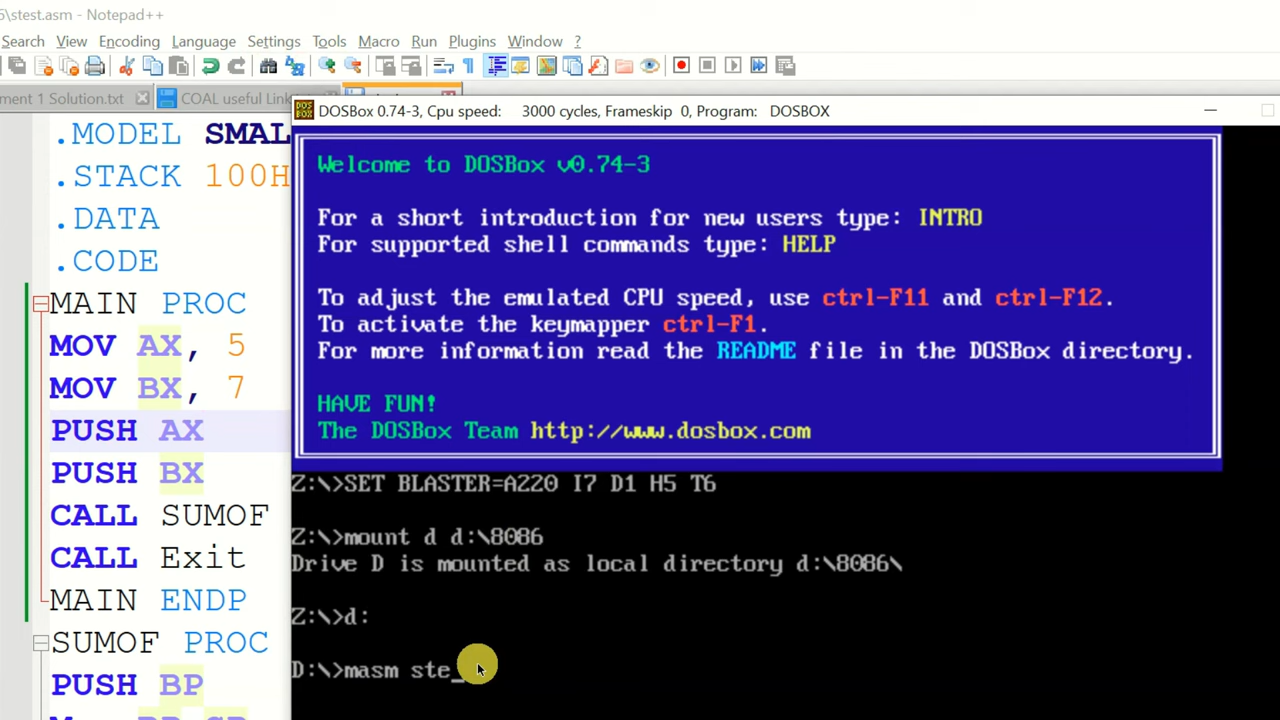 6\stest.asm - Notepad++
Search View Encoding Language Settings Tools Macro Run Plugins Window ?
ment 1 Solution.txt COAL useful Lin
DOSBox 0.74-3, Cpu speed: 3000 cycles, Frameskip 0, Program: DOSBOX
.MODEL SMAL
.STACK 100H
.DATA
.CODE
MAIN PROC
MOV AX, 5
MOV BX, 7
PUSH AX
PUSH BX
CALL SUMOF
CALL Exit
MAIN ENDP
SUMOF PROC
PUSH BP
Welcome to DOSBox v0.74-3
For a short introduction for new users type: INTRO
For supported shell commands type: HELP
To adjust the emulated CPU speed, use ctrl-F11 and ctrl-F12.
To activate the keymapper ctrl-F1.
For more information read the README file in the DOSBox directory.
HAVE FUN!
The DOSBox Team http://www.dosbox.com
Z:\>SET BLASTER=A220 I7 D1 H5 T6
Z:\>mount d d:\8086
Drive D is mounted as local directory d:\8086\
Z:\>d:
D:\>masm ste_